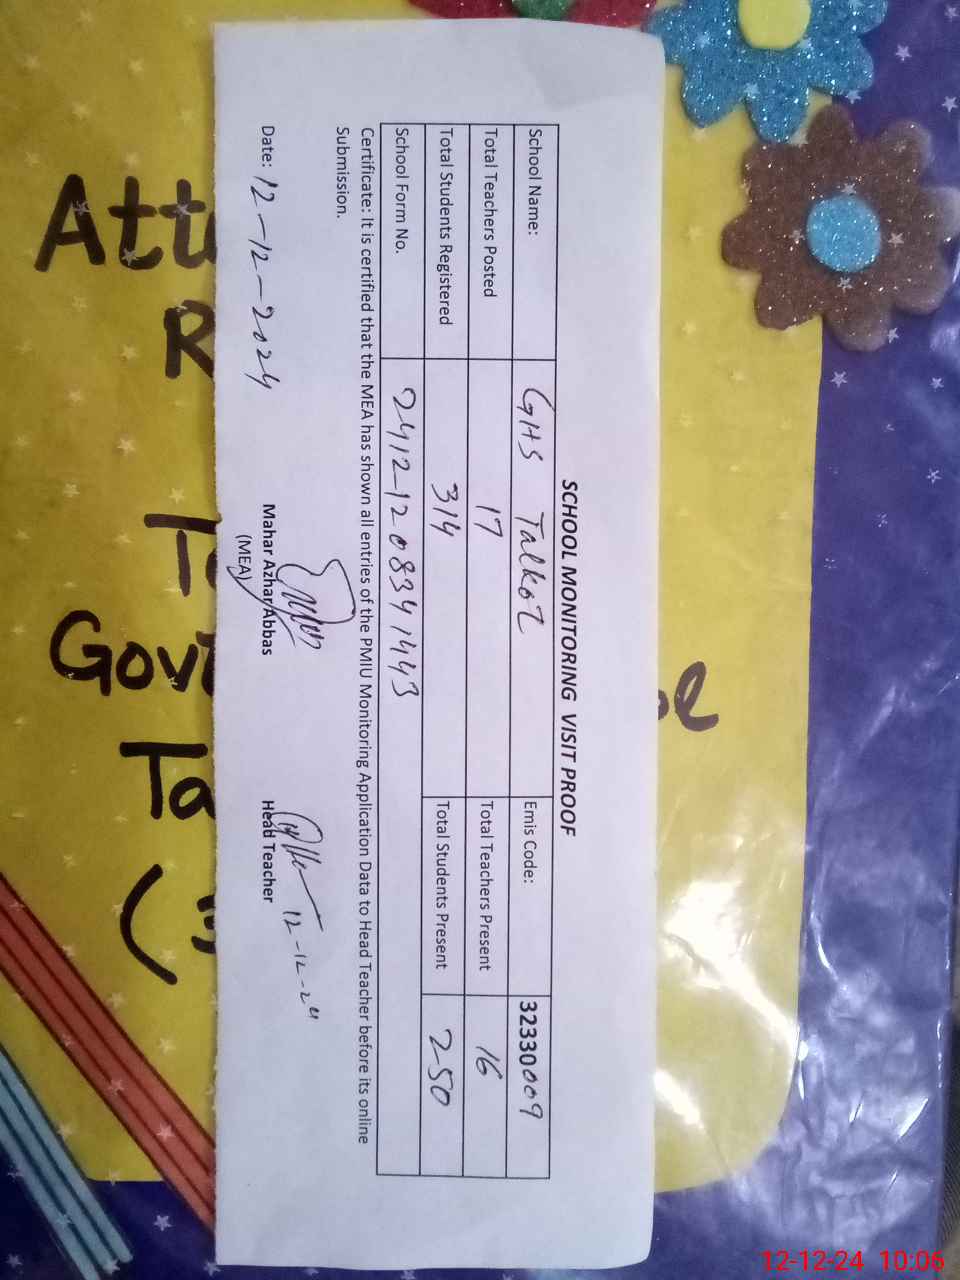 SCHOOL MONITORING VISIT PROOF
School Name: GHS Talkot Emis Code: 32330009
Total Teachers Posted 17 Total Teachers Present 16
Total Students Registered 314 Total Students Present 250
School Form No. 2412-1208341443
Certificate: It is certified that the MEA has shown all entries of the PMIU Monitoring Application Data to Head Teacher before its online
Submission.
12-12-24
Date: 12-12-2024 Mahar Azhar Abbas Head Teacher
(MEA)
Att
R
T
Gov
Ta
12-12-24 10:06